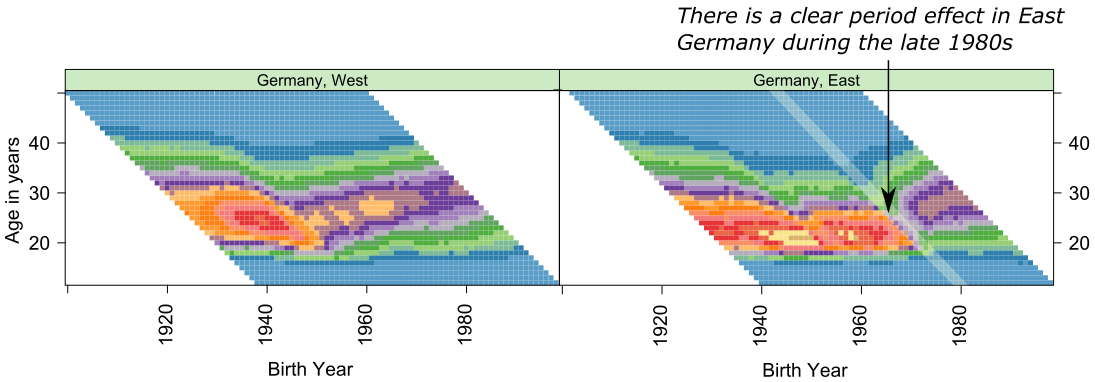 There is a clear period effect in East
Germany during the late 1980s
Germany, West
Germany, East
Age in years
40
30
20
40
30
20
1920
1940
1960
1980
1920
1940
1960
1980
Birth Year
Birth Year